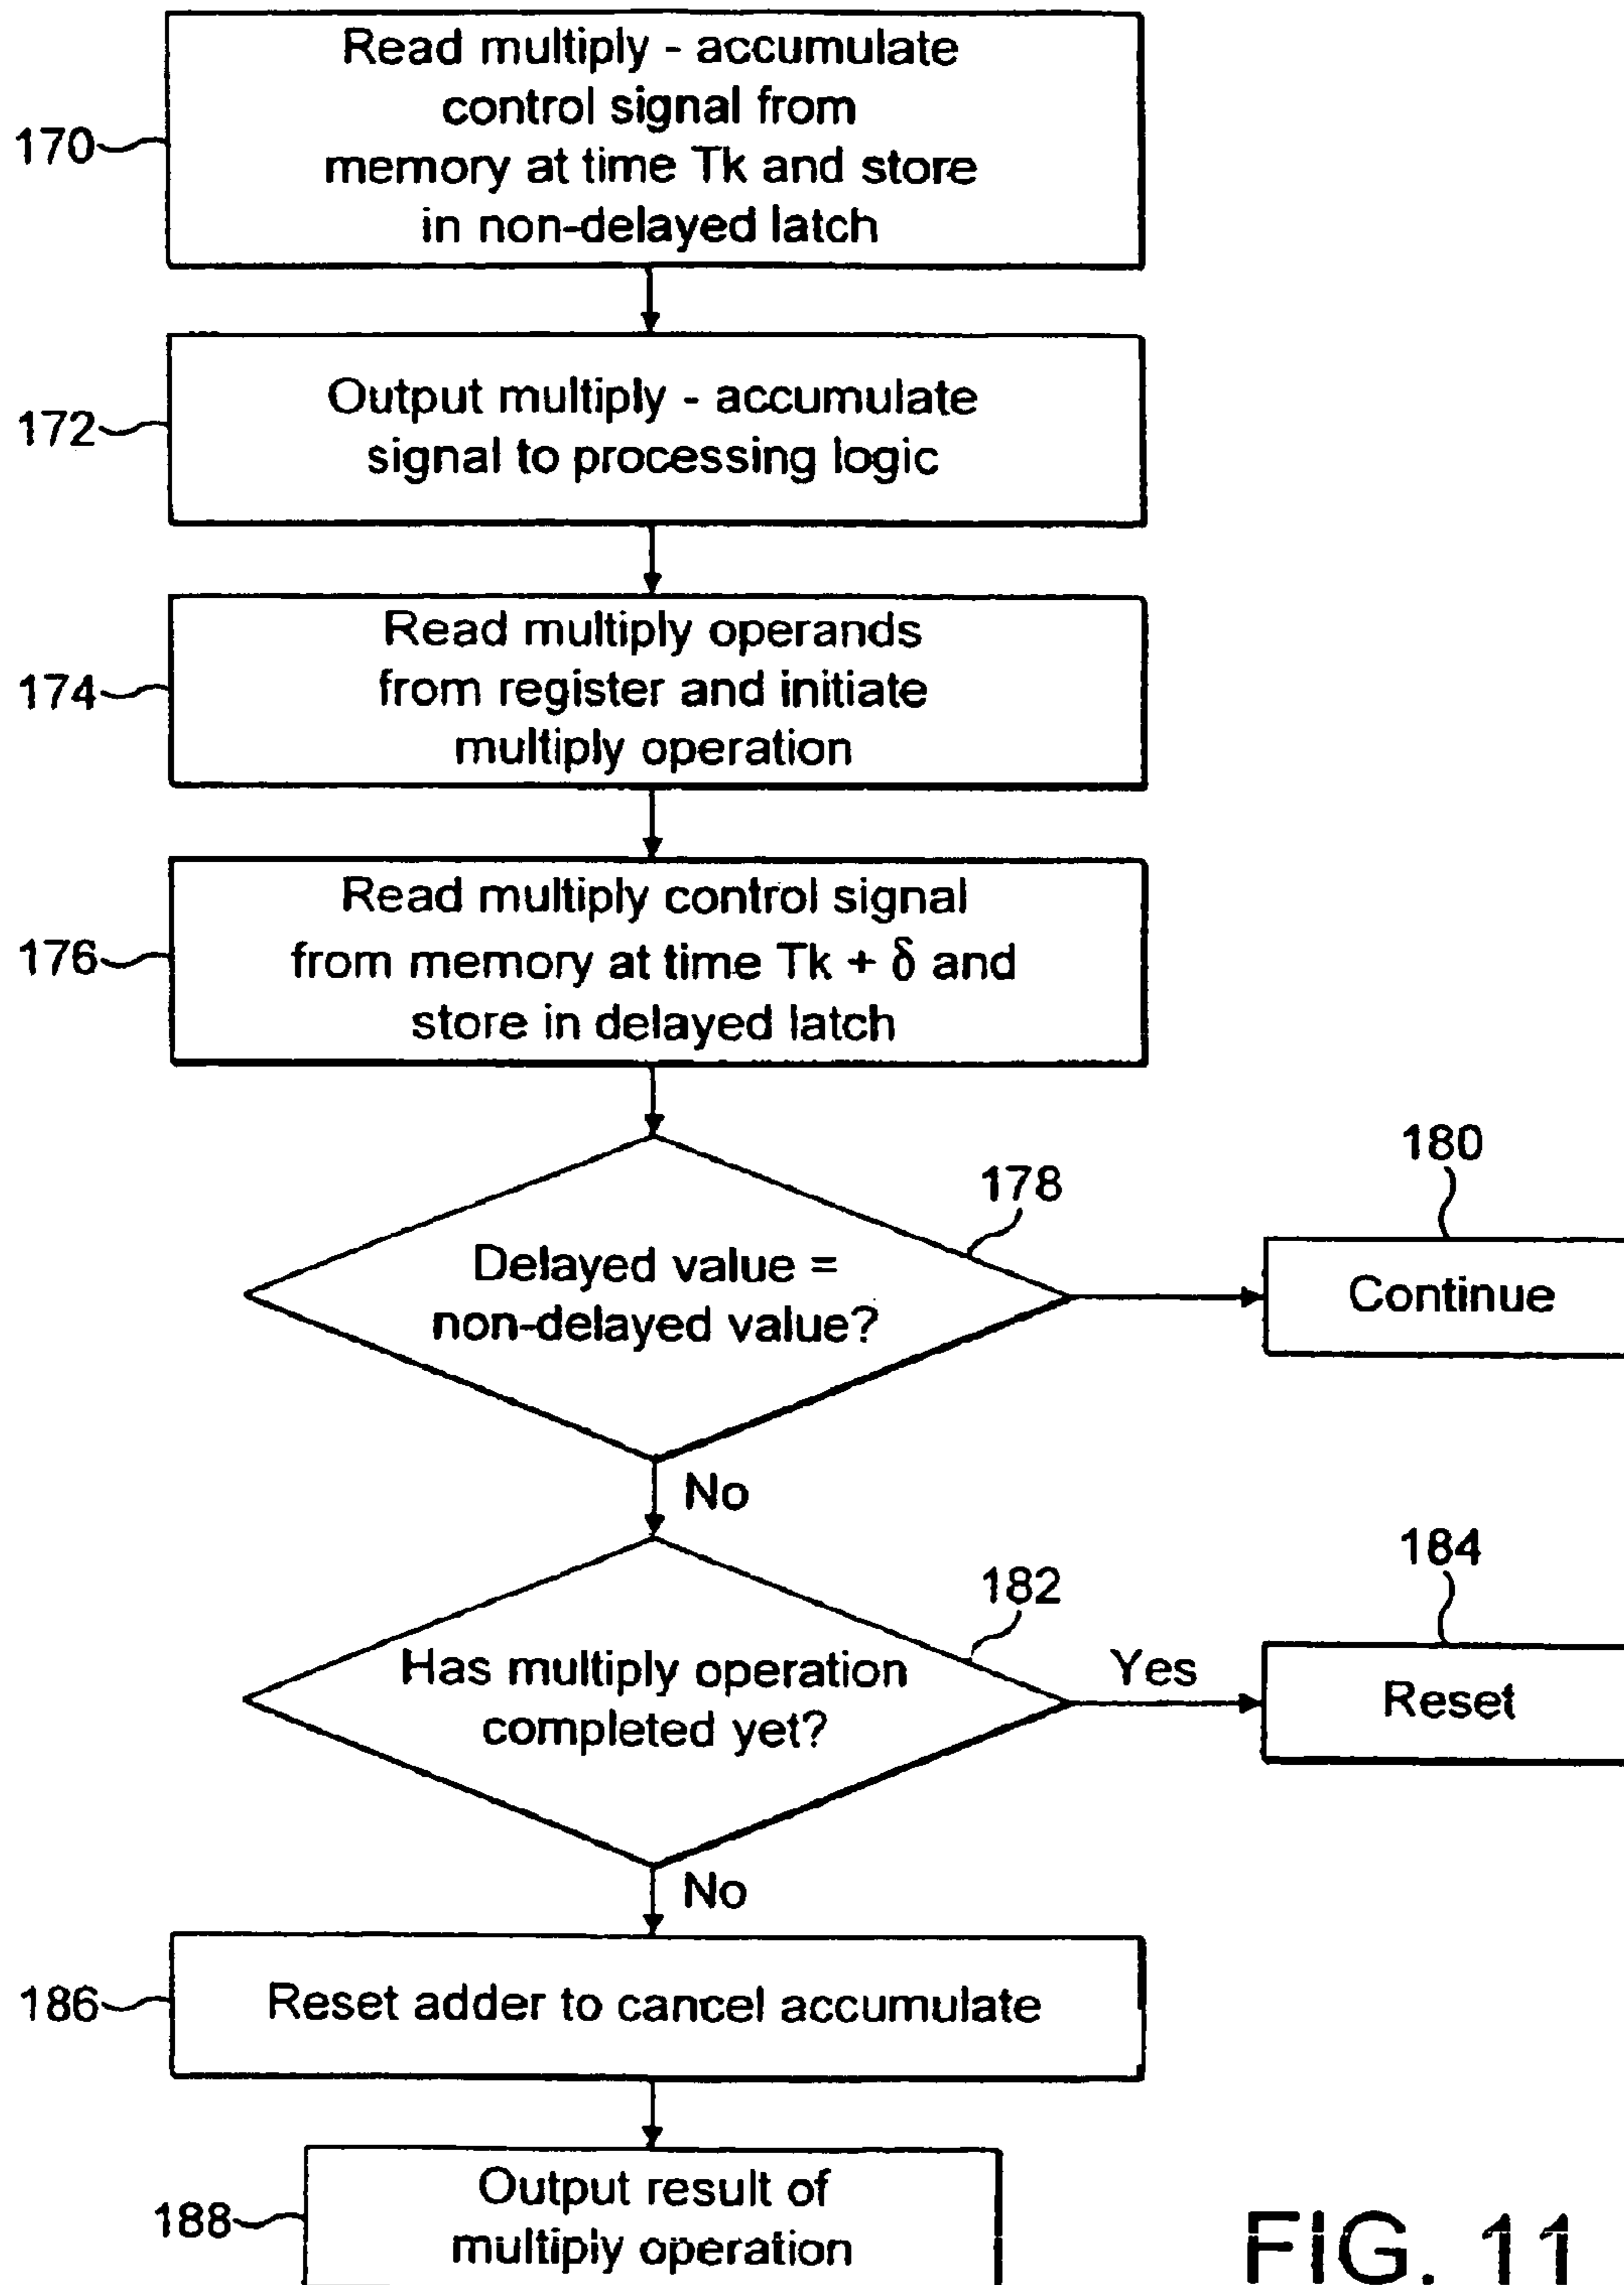 Read multiply - accumulate
control signal from
memory at time Tk and store
in non-delayed latch
170
Output multiply - accumulate
signal to processing logic
172
Read multiply operands
from register and initiate
multiply operation
174
Read multiply control signal
from memory at time Tk + δ and
store in delayed latch
176
Delayed value =
non-delayed value?
178
180
Continue
No
Has multiply operation
completed yet?
182
Yes
184
Reset
No
Reset adder to cancel accumulate
186
Output result of
multiply operation
188
FIG. 11